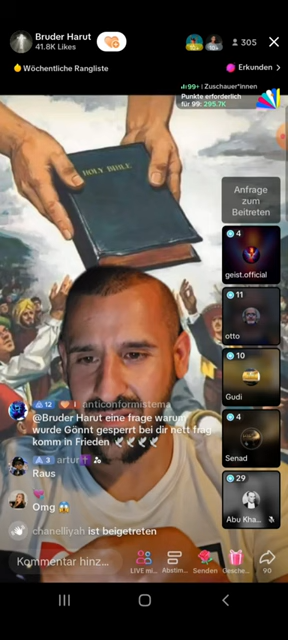 Bruder Harut
41.8K Likes
305
Wöchentliche Rangliste
Erkunden >
99+ | Zuschauer*innen
Punkte erforderlich
für 99: 295.7K
HOLY BIBLE
Anfrage
zum
Beitreten
4
geist.official
11
otto
10
Gudi
4
Senad
29
Abu Kha...
12 1 anticonformistema
@Bruder Harut eine frage warum
wurde Gönnt gesperrt bei dir nett frag
komm in Frieden
3 artur
Raus
Omg
chanelliyah ist beigetreten
Kommentar hinz...
LIVE mi...
Abstim...
Senden
Gesche...
90